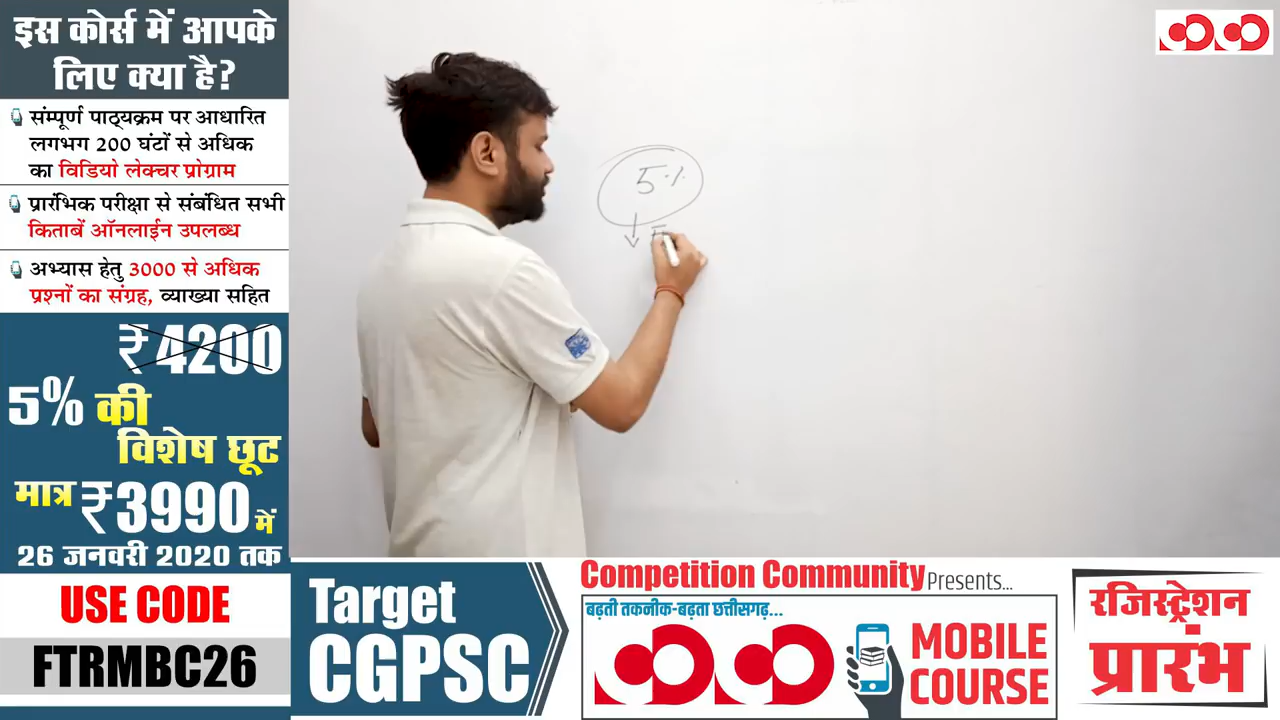 इस कोर्स में आपके
लिए क्या है?
संम्पूर्ण पाठ्यक्रम पर आधारित
लगभग 200 घंटों से अधिक
का विडियो लेक्चर प्रोग्राम
प्रारंभिक परीक्षा से संबंधित सभी
किताबें ऑनलाईन उपलब्ध
अभ्यास हेतु 3000 से अधिक
प्रश्नों का संग्रह, व्याख्या सहित
₹4200
5% की
विशेष छूट
मात्र ₹3990 में
26 जनवरी 2020 तक
USE CODE
FTRMBC26
5%
Target
CGPSC
Competition Community Presents...
बढ़ती तकनीक-बढ़ता छत्तीसगढ़...
MOBILE
COURSE
रजिस्ट्रेशन
प्रारंभ